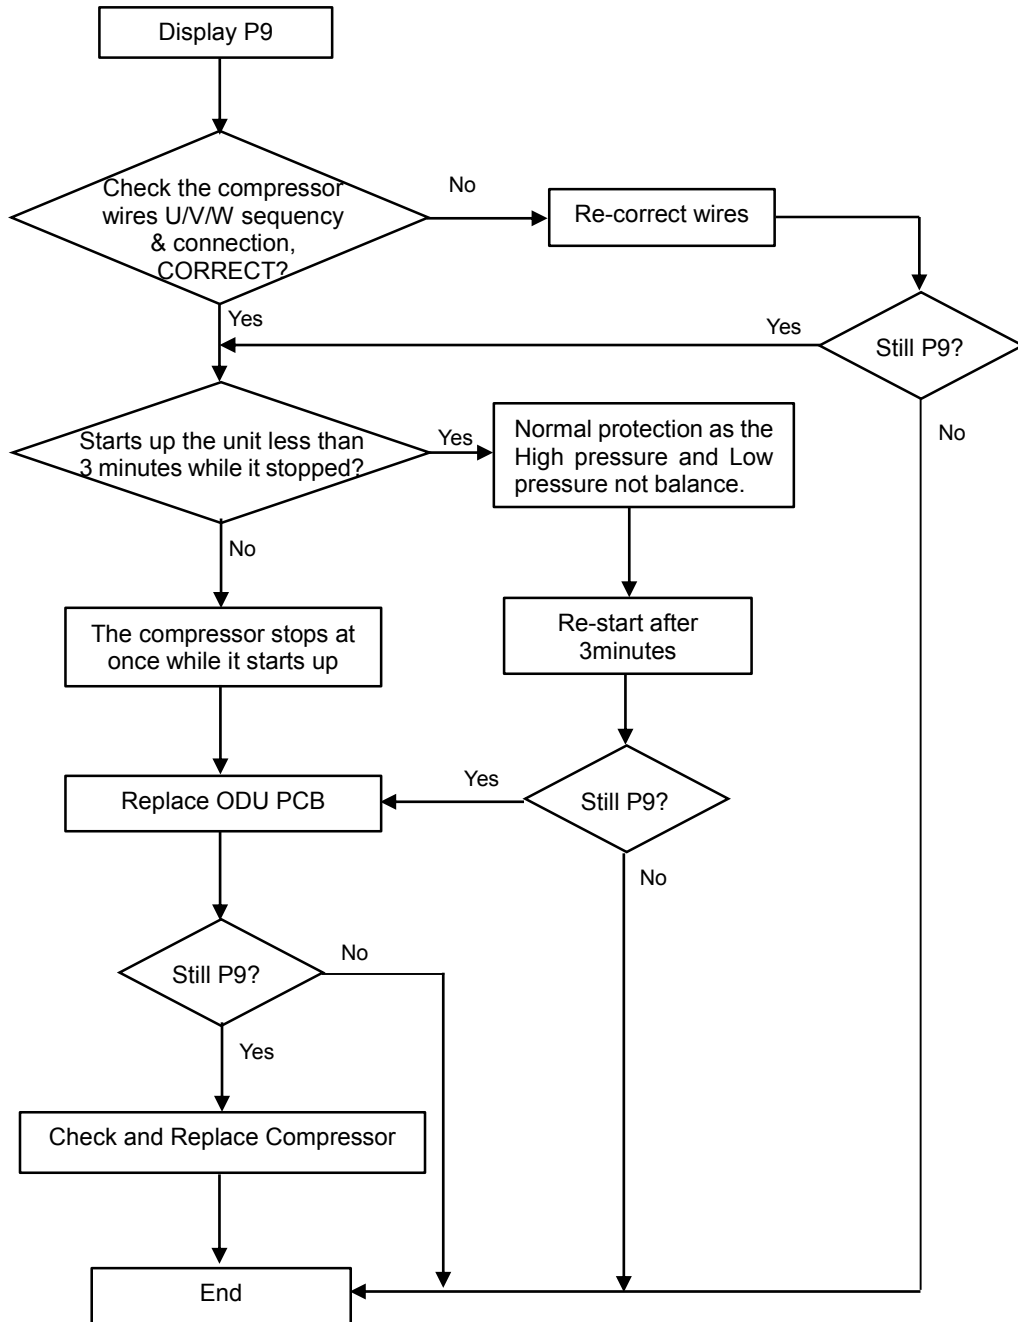 Display P9
Check the compressor
wires U/V/W sequency
& connection,
CORRECT?
No
Re-correct wires
Yes
Yes
Still P9?
No
Starts up the unit less than
3 minutes while it stopped?
Yes
Normal protection as the
High pressure and Low
pressure not balance.
No
The compressor stops at
once while it starts up
Re-start after
3minutes
Replace ODU PCB
Yes
Still P9?
No
Still P9?
No
Yes
Check and Replace Compressor
End